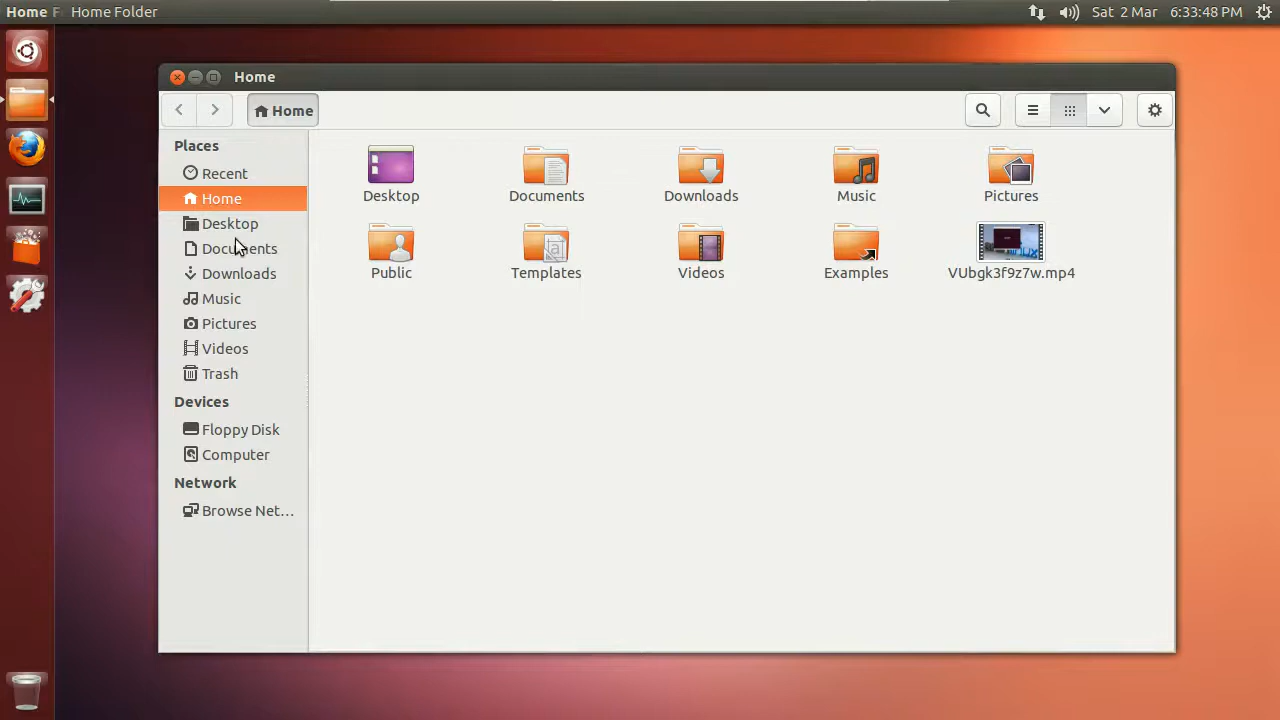 Home F Home Folder Sat 2 Mar 6:33:48 PM
Home
Home
Places
Recent
Home
Desktop
Documents
Downloads
Music
Pictures
Videos
Trash
Devices
Floppy Disk
Computer
Network
Browse Net...
Desktop Documents Downloads Music Pictures
Public Templates Videos Examples VUbgk3f9z7w.mp4